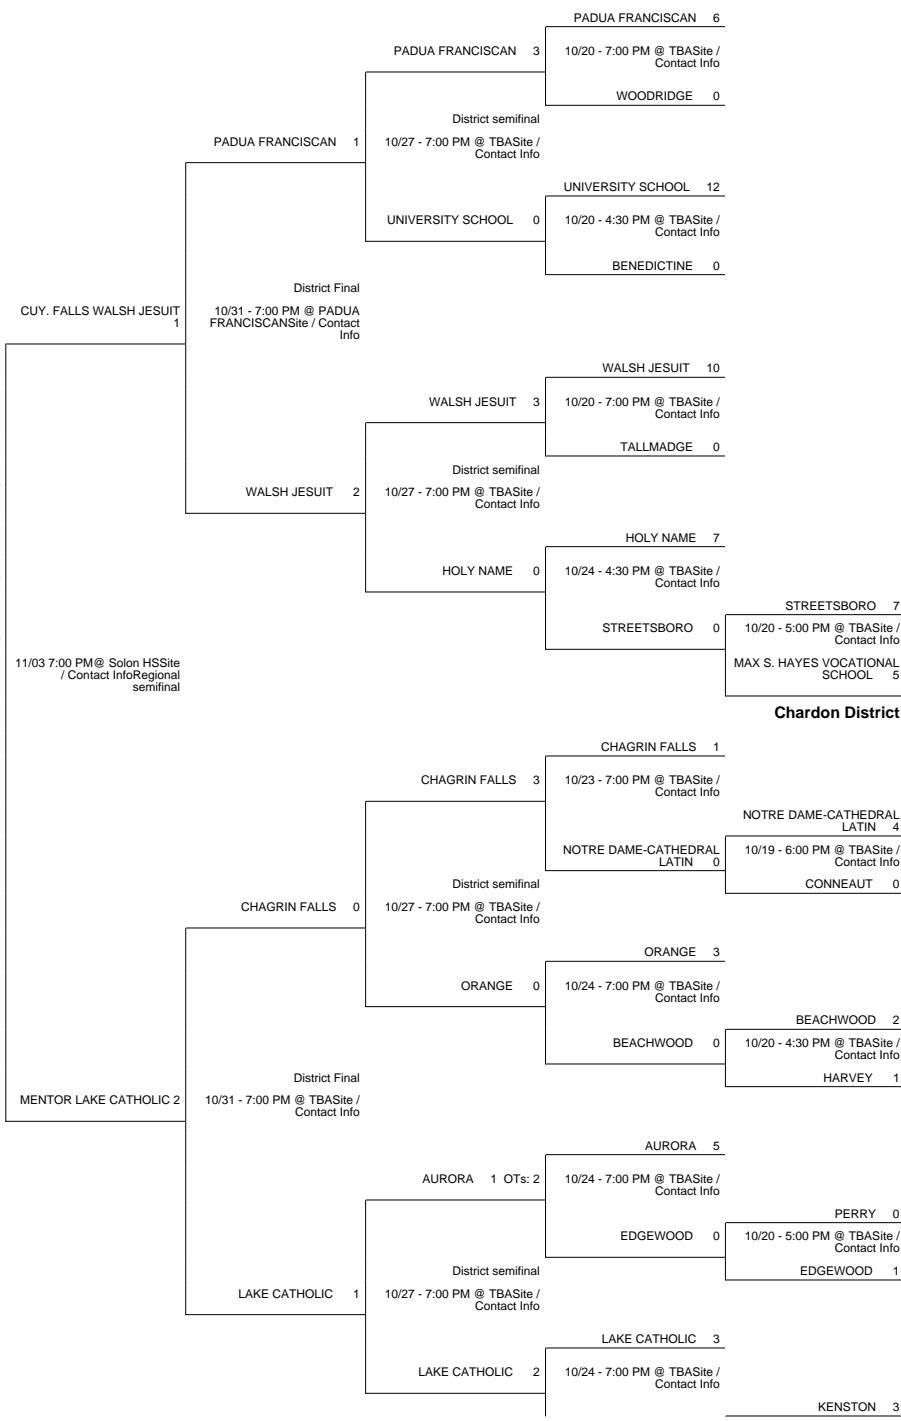 PADUA FRANCISCAN 6
PADUA FRANCISCAN 3
10/20 - 7:00 PM @ TBASite /
Contact Info
WOODRIDGE 0
District semifinal
PADUA FRANCISCAN 1
10/27 - 7:00 PM @ TBASite /
Contact Info
UNIVERSITY SCHOOL 12
UNIVERSITY SCHOOL 0
10/20 - 4:30 PM @ TBASite /
Contact Info
BENEDICTINE 0
District Final
CUY. FALLS WALSH JESUIT
1
10/31 - 7:00 PM @ PADUA
FRANCISCANSite / Contact
Info
WALSH JESUIT 10
WALSH JESUIT 3
10/20 - 7:00 PM @ TBASite /
Contact Info
TALLMADGE 0
District semifinal
WALSH JESUIT 2
10/27 - 7:00 PM @ TBASite /
Contact Info
HOLY NAME 7
HOLY NAME 0
10/24 - 4:30 PM @ TBASite /
Contact Info
STREETSBORO 7
STREETSBORO 0
10/20 - 5:00 PM @ TBASite /
Contact Info
11/03 7:00 PM@ Solon HSSite
/ Contact InfoRegional
semifinal
MAX S. HAYES VOCATIONAL
SCHOOL 5
Chardon District
CHAGRIN FALLS 1
CHAGRIN FALLS 3
10/23 - 7:00 PM @ TBASite /
Contact Info
NOTRE DAME-CATHEDRAL
LATIN 4
NOTRE DAME-CATHEDRAL
LATIN 0
10/19 - 6:00 PM @ TBASite /
Contact Info
CONNEAUT 0
District semifinal
CHAGRIN FALLS 0
10/27 - 7:00 PM @ TBASite /
Contact Info
ORANGE 3
ORANGE 0
10/24 - 7:00 PM @ TBASite /
Contact Info
BEACHWOOD 2
BEACHWOOD 0
10/20 - 4:30 PM @ TBASite /
Contact Info
HARVEY 1
District Final
MENTOR LAKE CATHOLIC 2
10/31 - 7:00 PM @ TBASite /
Contact Info
AURORA 5
AURORA 1 OTs: 2
10/24 - 7:00 PM @ TBASite /
Contact Info
PERRY 0
EDGEWOOD 0
10/20 - 5:00 PM @ TBASite /
Contact Info
EDGEWOOD 1
District semifinal
LAKE CATHOLIC 1
10/27 - 7:00 PM @ TBASite /
Contact Info
LAKE CATHOLIC 3
LAKE CATHOLIC 2
10/24 - 7:00 PM @ TBASite /
Contact Info
KENSTON 3